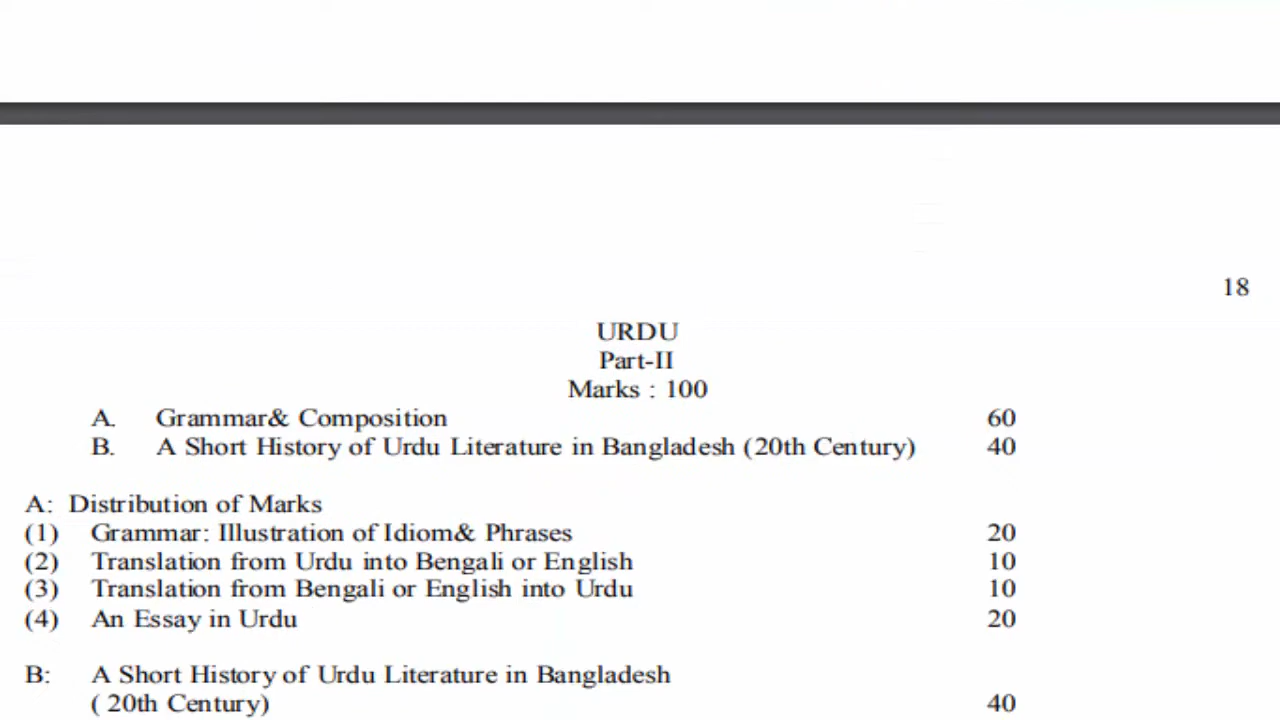 18
URDU
Part-II
Marks : 100
A. Grammar& Composition 60
B. A Short History of Urdu Literature in Bangladesh (20th Century) 40
A: Distribution of Marks
(1) Grammar: Illustration of Idiom& Phrases 20
(2) Translation from Urdu into Bengali or English 10
(3) Translation from Bengali or English into Urdu 10
(4) An Essay in Urdu 20
B: A Short History of Urdu Literature in Bangladesh
( 20th Century) 40